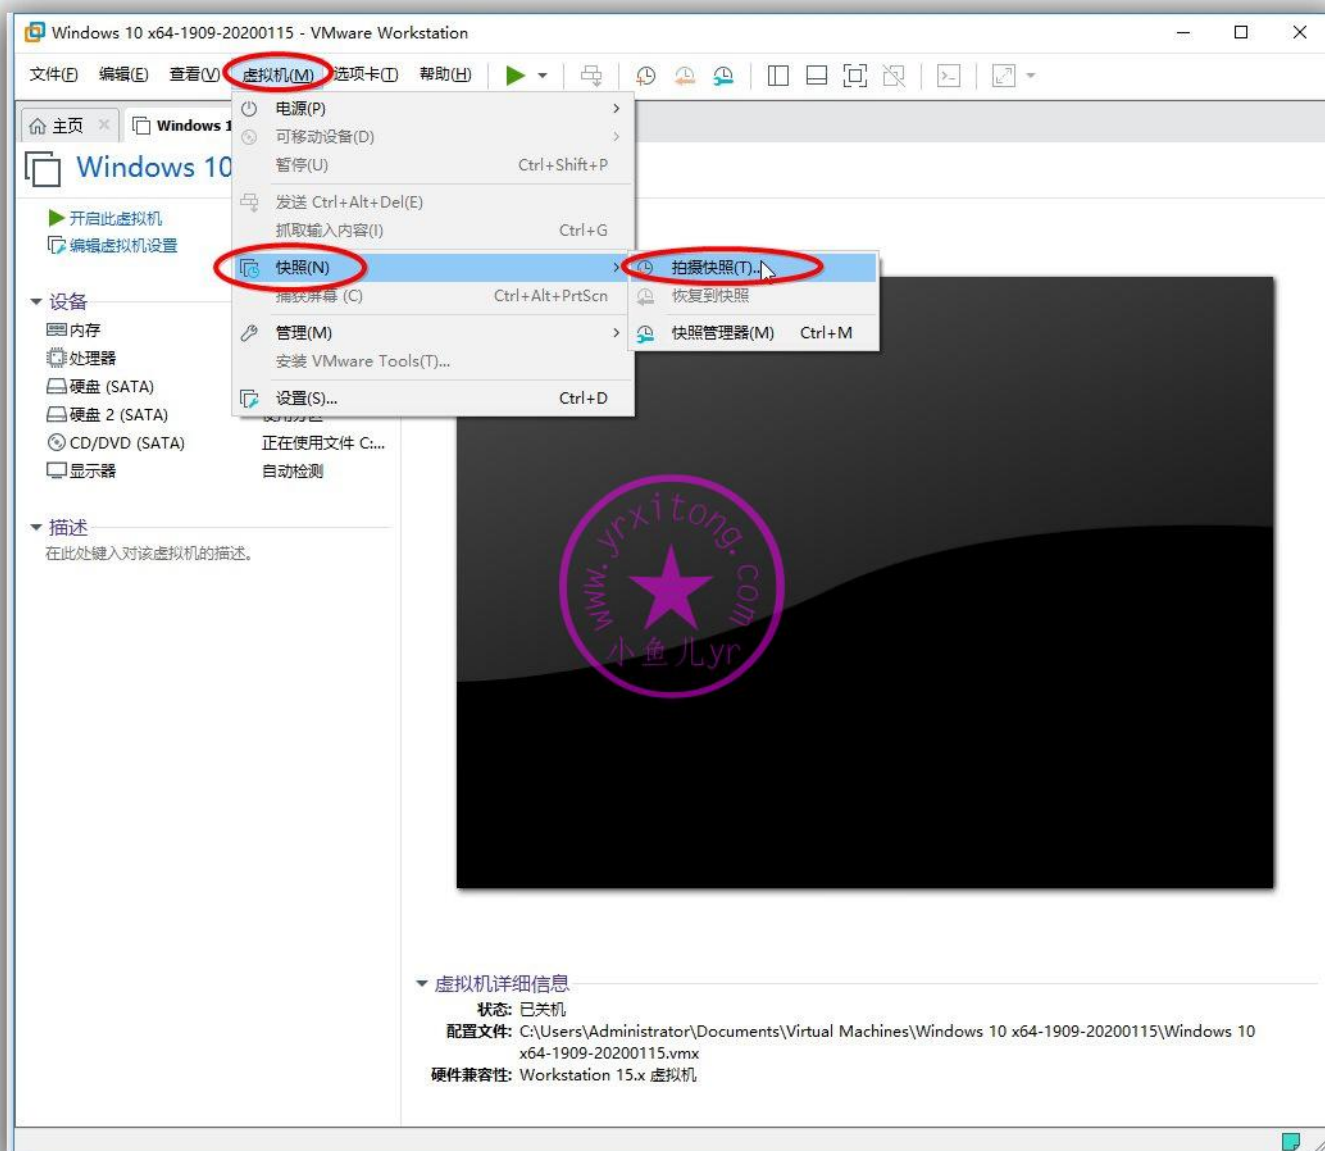 Windows 10 x64-1909-20200115 - VMware Workstation
文件(F) 编辑(E) 查看(V) 虚拟机(M) 选项卡(T) 帮助(H)
主页 Windows 1
Windows 10
开启此虚拟机
编辑虚拟机设置
设备
内存
处理器
硬盘 (SATA)
硬盘 2 (SATA)
CD/DVD (SATA) 正在使用文件 C:...
显示器 自动检测
描述
在此处键入对该虚拟机的描述。
电源(P)
可移动设备(D)
暂停(U) Ctrl+Shift+P
发送 Ctrl+Alt+Del(E)
抓取输入内容(I) Ctrl+G
快照(N)
捕获屏幕 (C) Ctrl+Alt+PrtScn
管理(M)
安装 VMware Tools(T)...
设置(S)... Ctrl+D
拍摄快照(T)...
恢复到快照
快照管理器(M) Ctrl+M
www.yrxitong.com
小鱼儿yr
虚拟机详细信息
状态: 已关机
配置文件: C:\Users\Administrator\Documents\Virtual Machines\Windows 10 x64-1909-20200115\Windows 10
x64-1909-20200115.vmx
硬件兼容性: Workstation 15.x 虚拟机